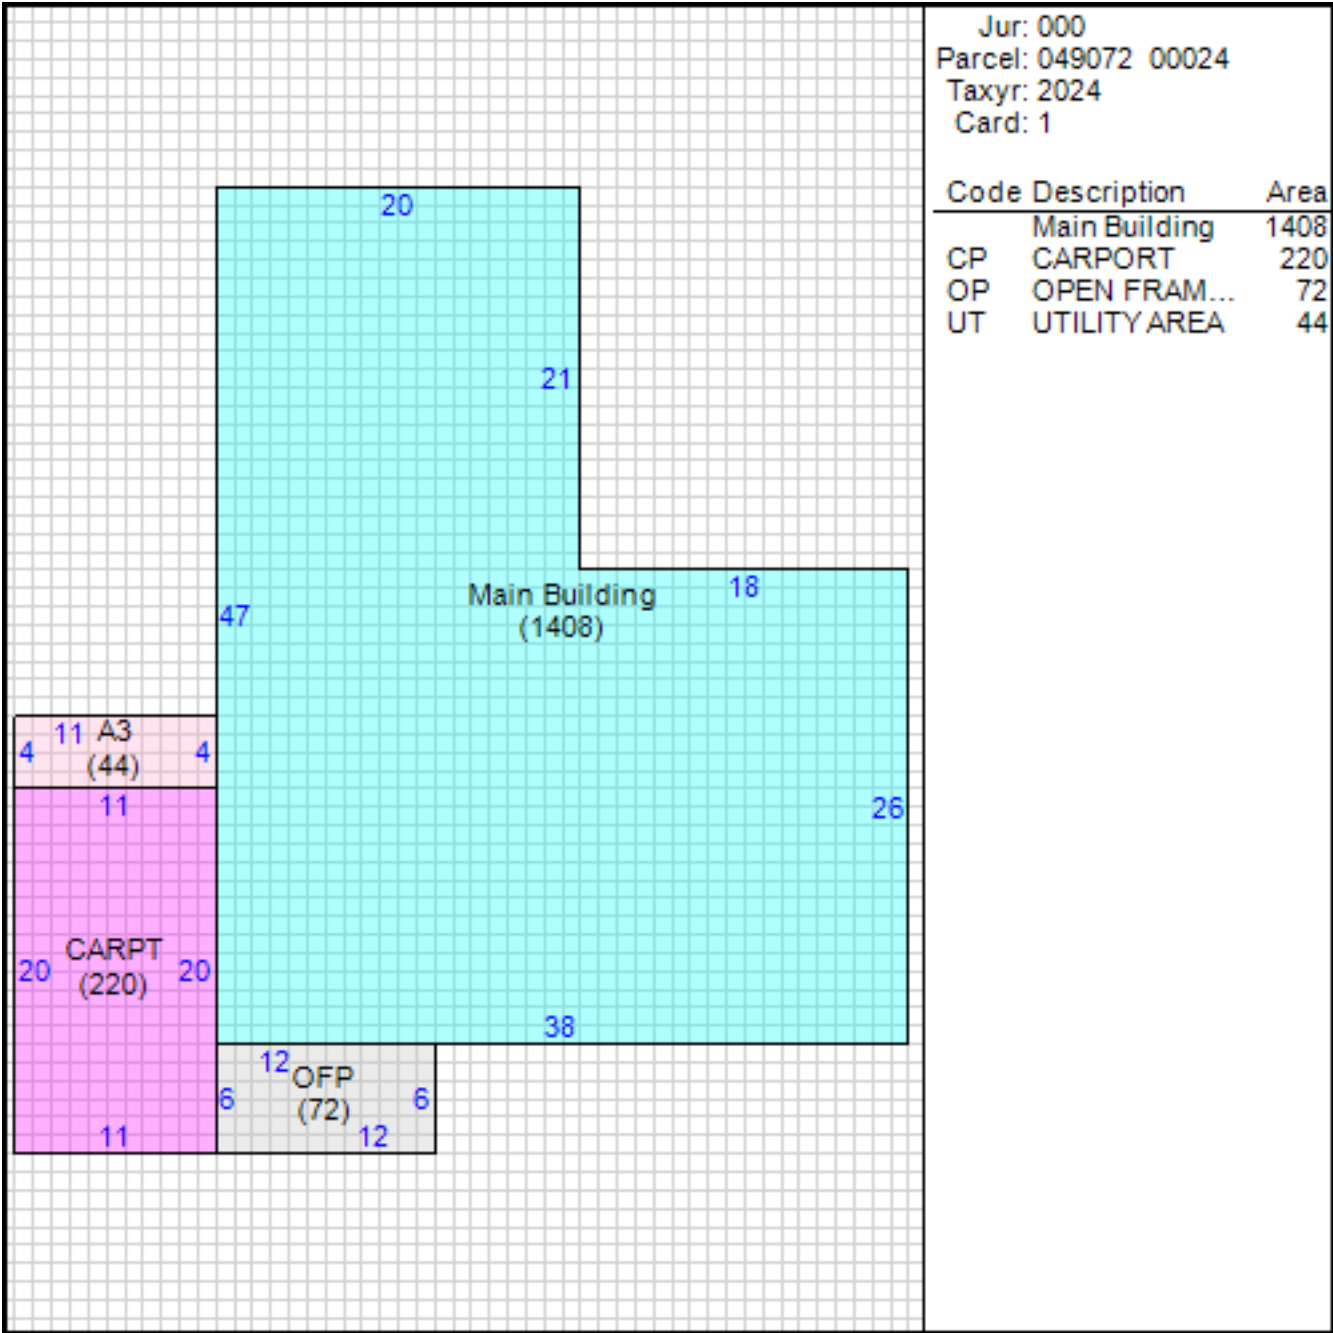 Jur: 000
Parcel: 049072 00024
Taxyr: 2024
Card: 1
Code Description Area
Main Building 1408
CP CARPORT 220
OP OPEN FRAM... 72
UT UTILITY AREA 44
20
21
18
Main Building
(1408)
47
11 A3
4 (44) 4
11
26
CARPT
20 (220) 20
38
12 OFP
6 (72) 6
11 12